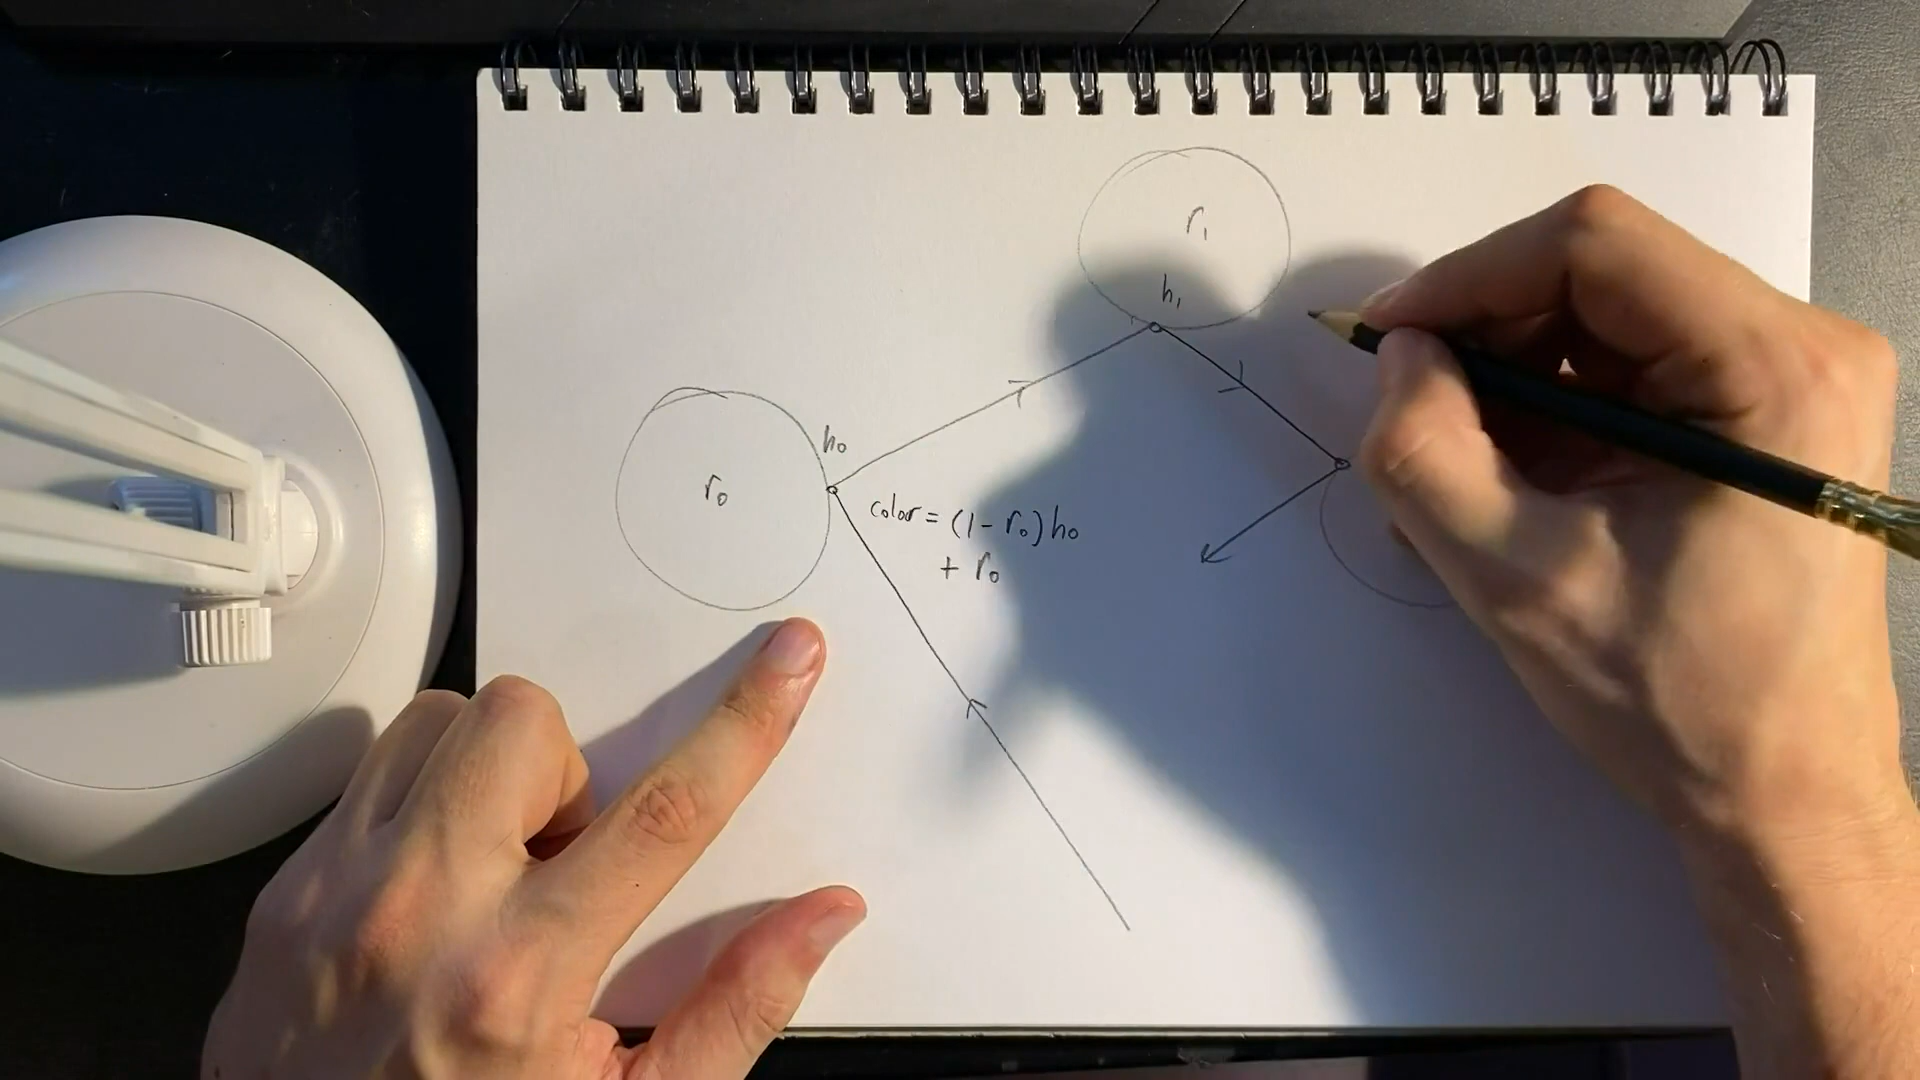 r₁
h₁
h₀
r₀
color = (1 - r₀) h₀
+ r₀